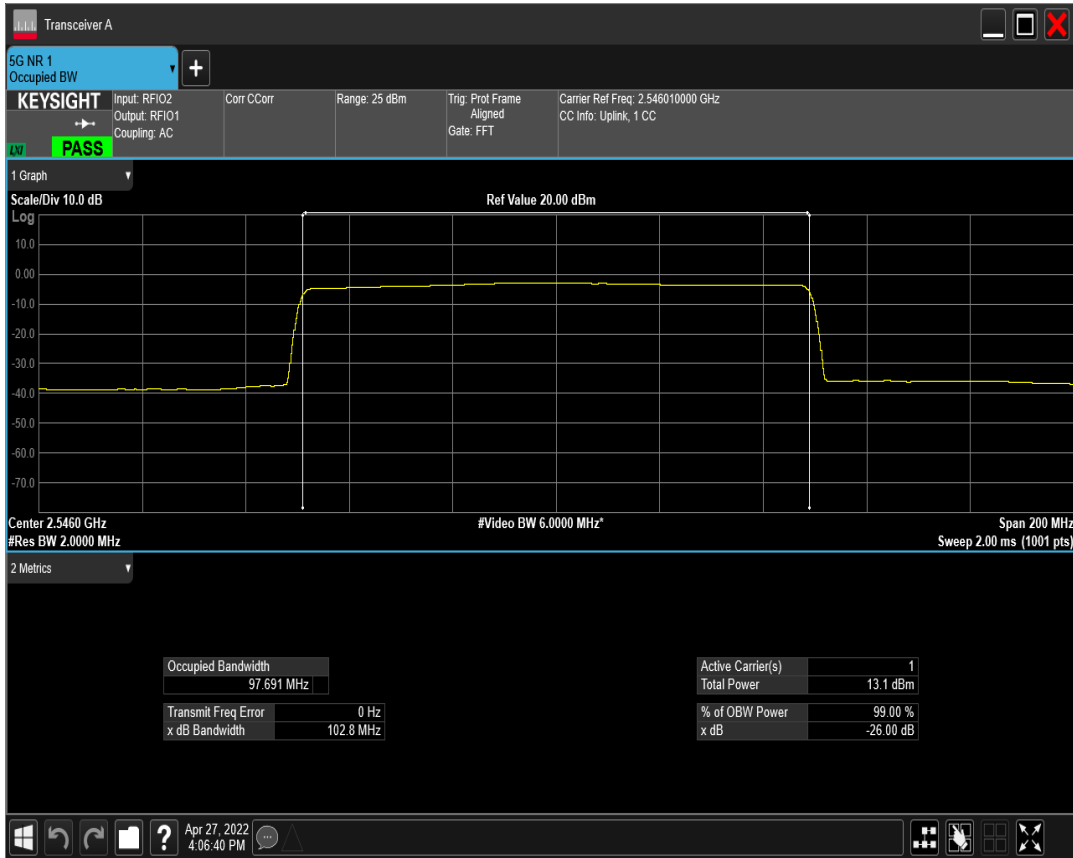 Transceiver A
5G NR 1
Occupied BW
KEYSIGHT
LXI
PASS
Input: RFIO2
Output: RFIO1
Coupling: AC
Corr CCorr
Range: 25 dBm
Trig: Prot Frame
Aligned
Gate: FFT
Carrier Ref Freq: 2.546010000 GHz
CC Info: Uplink, 1 CC
1 Graph
Scale/Div 10.0 dB
Ref Value 20.00 dBm
Log
10.0
0.00
-10.0
-20.0
-30.0
-40.0
-50.0
-60.0
-70.0
Center 2.5460 GHz
#Video BW 6.0000 MHz*
Span 200 MHz
#Res BW 2.0000 MHz
Sweep 2.00 ms (1001 pts)
2 Metrics
Occupied Bandwidth
97.691 MHz
Transmit Freq Error 0 Hz
x dB Bandwidth 102.8 MHz
Active Carrier(s) 1
Total Power 13.1 dBm
% of OBW Power 99.00 %
x dB -26.00 dB
?
Apr 27, 2022
4:06:40 PM